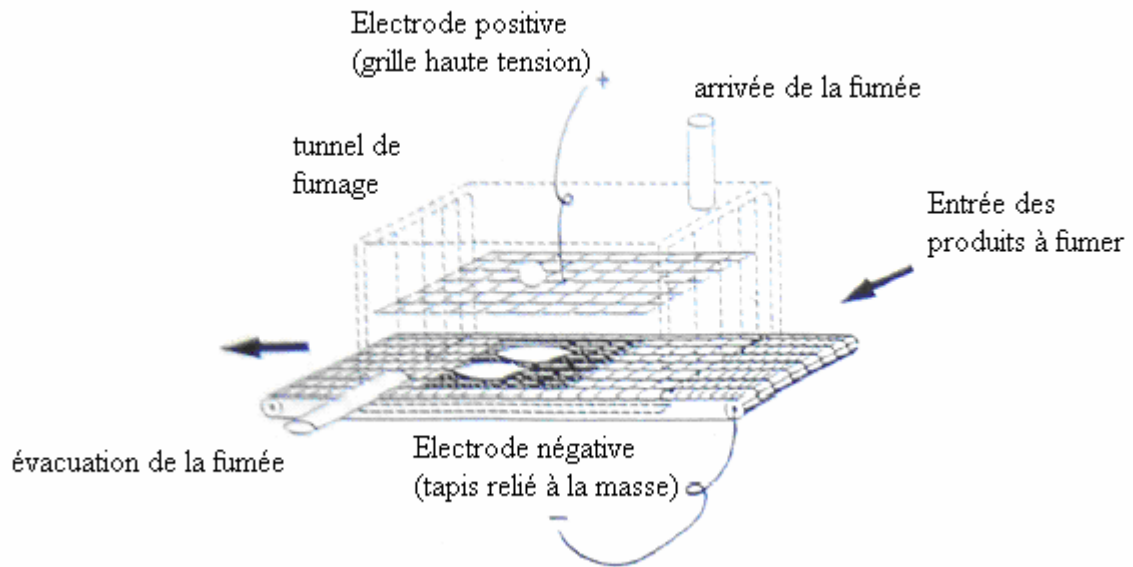 Electrode positive
(grille haute tension)
+
arrivée de la fumée
tunnel de
fumage
Entrée des
produits à fumer
évacuation de la fumée
Electrode négative
(tapis relié à la masse)
–